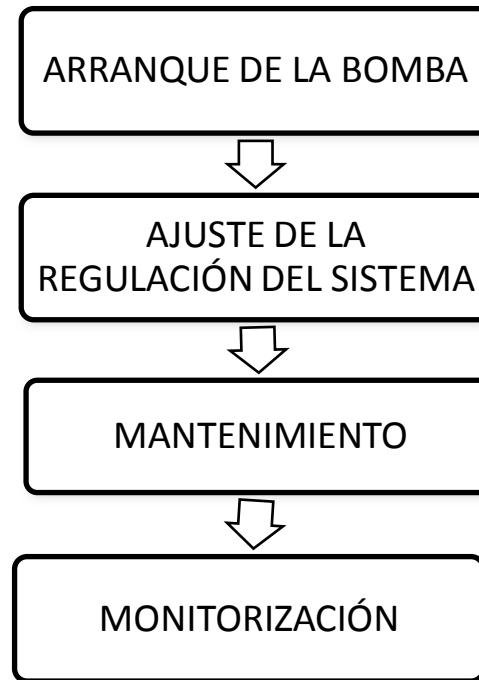 ARRANQUE DE LA BOMBA
AJUSTE DE LA
REGULACIÓN DEL SISTEMA
MANTENIMIENTO
MONITORIZACIÓN